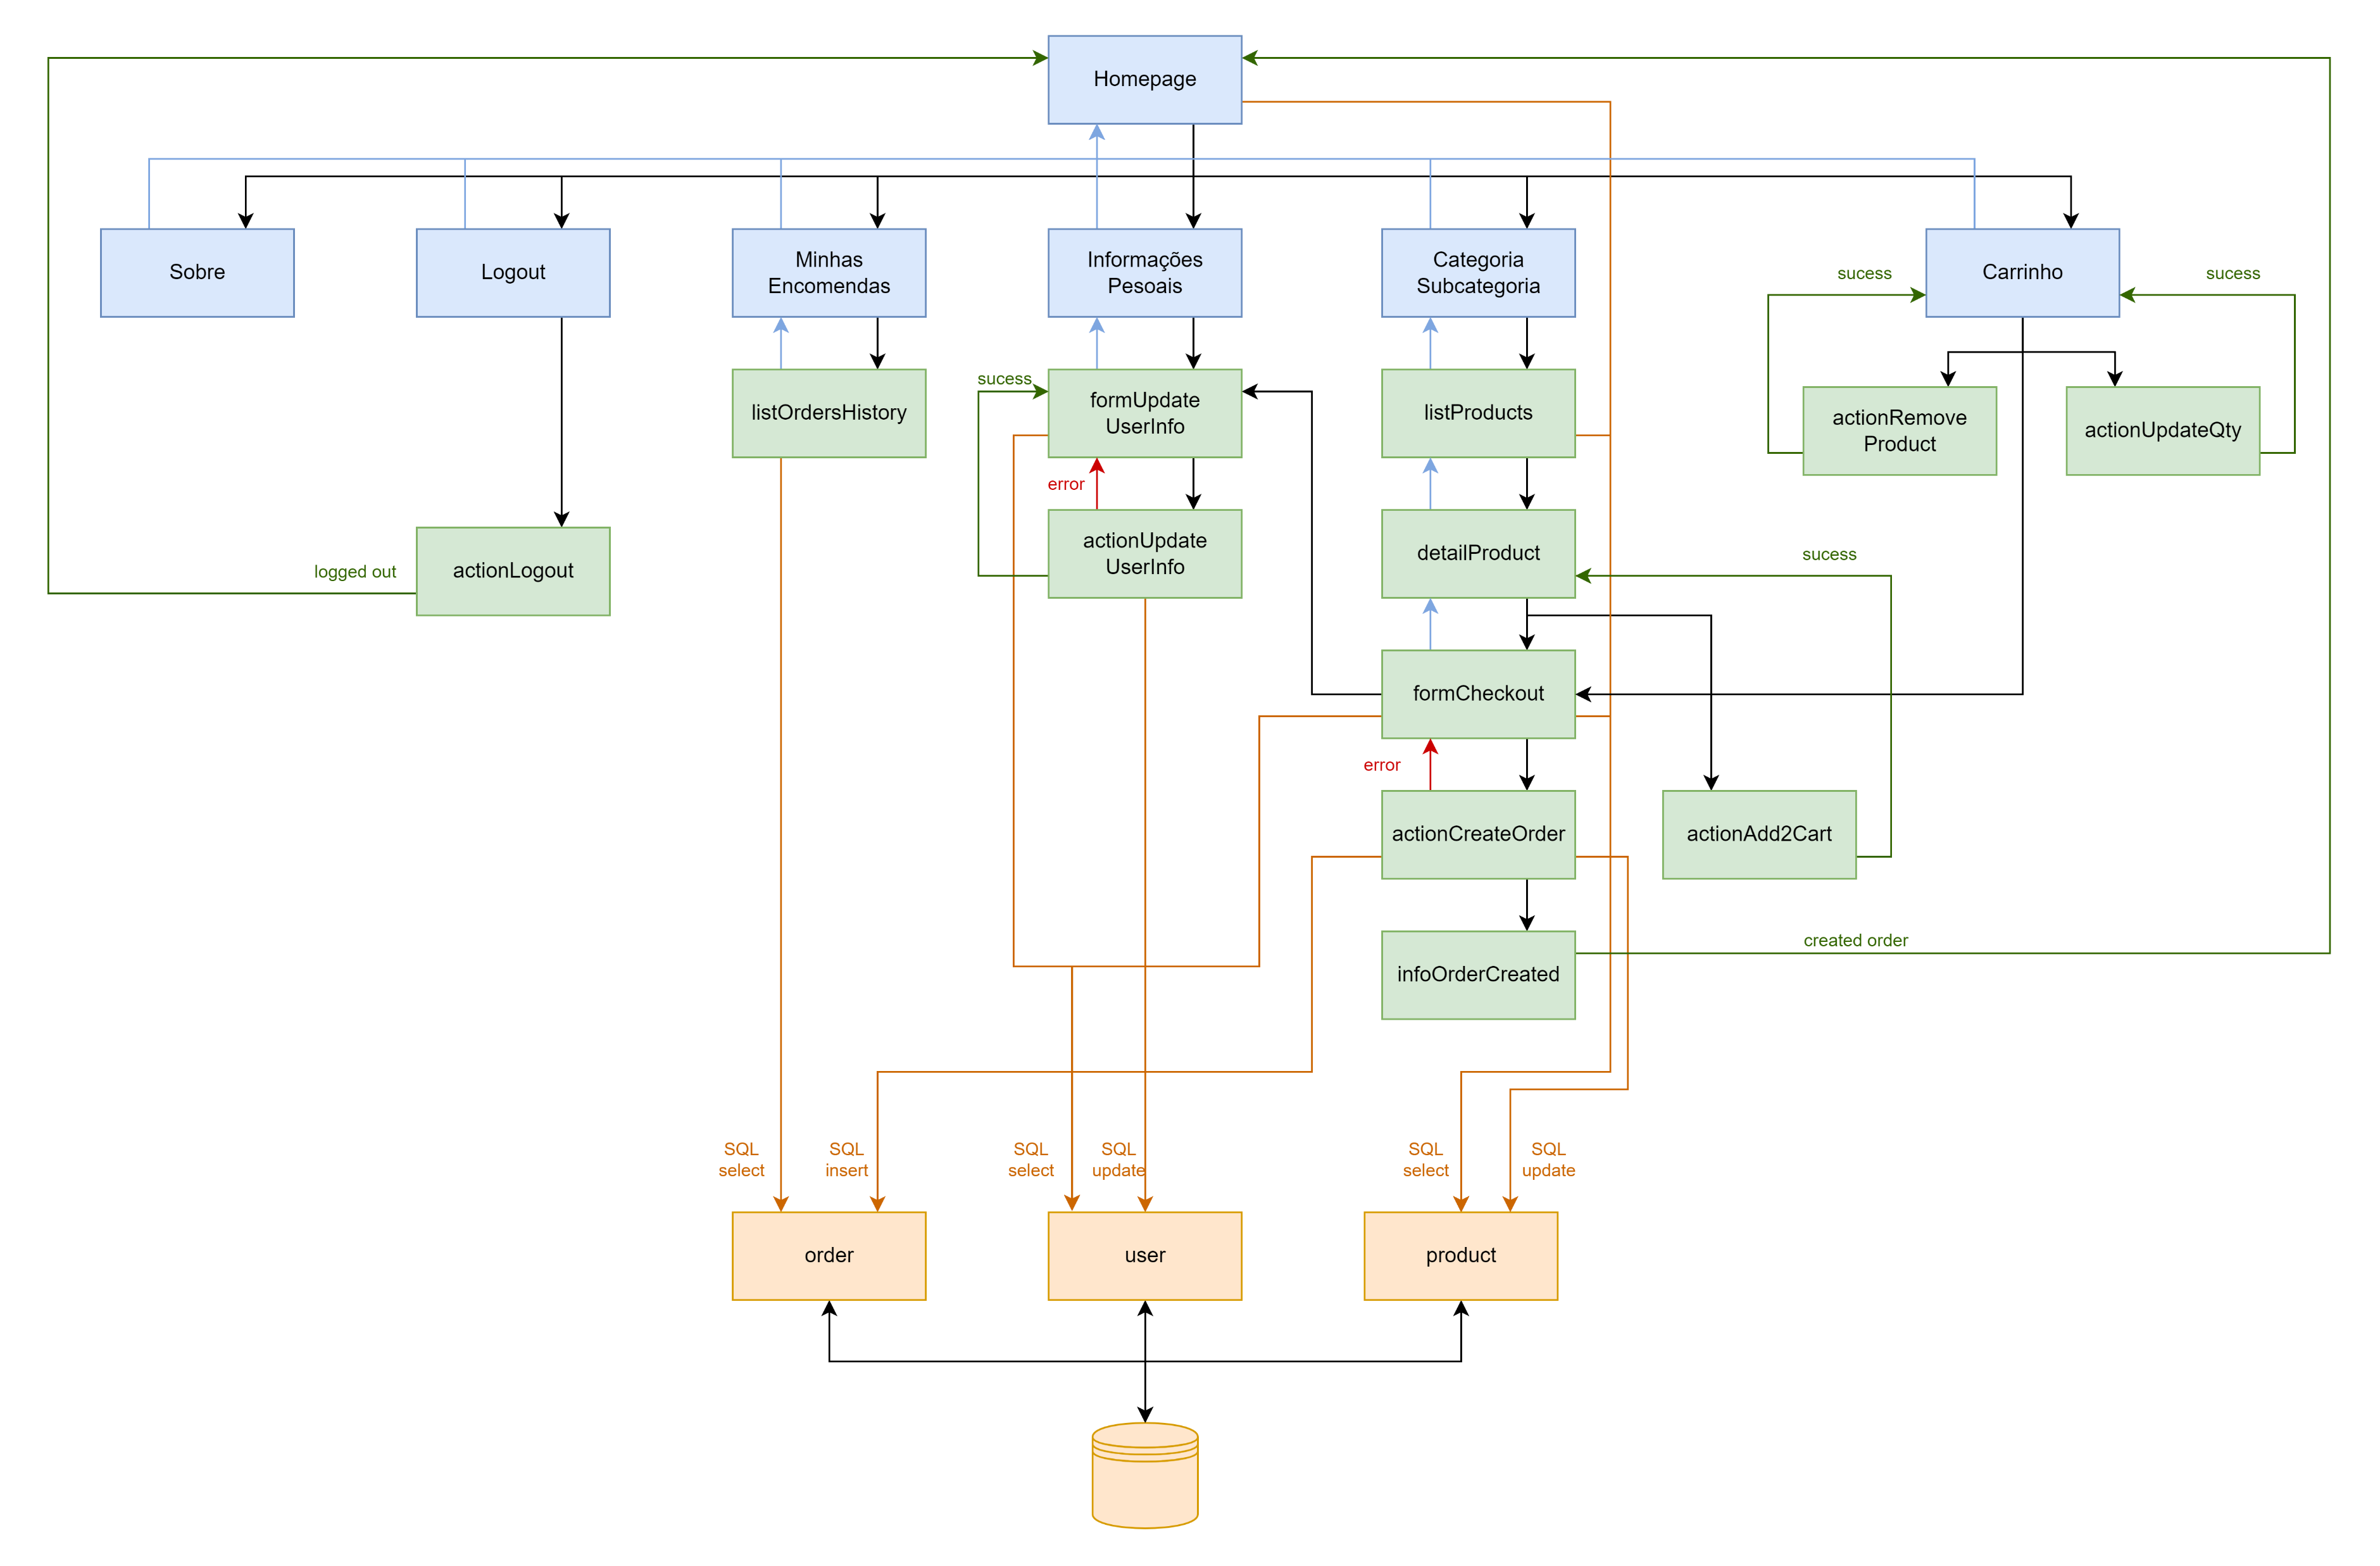 Homepage
Sobre
Logout
Minhas
Encomendas
Informações
Pesoais
Categoria
Subcategoria
Carrinho
sucess
sucess
listOrdersHistory
sucess
formUpdate
UserInfo
listProducts
actionRemove
Product
actionUpdateQty
error
actionUpdate
UserInfo
detailProduct
sucess
logged out
actionLogout
formCheckout
error
actionCreateOrder
actionAdd2Cart
created order
infoOrderCreated
SQL
select
SQL
insert
SQL
select
SQL
update
SQL
select
SQL
update
order
user
product